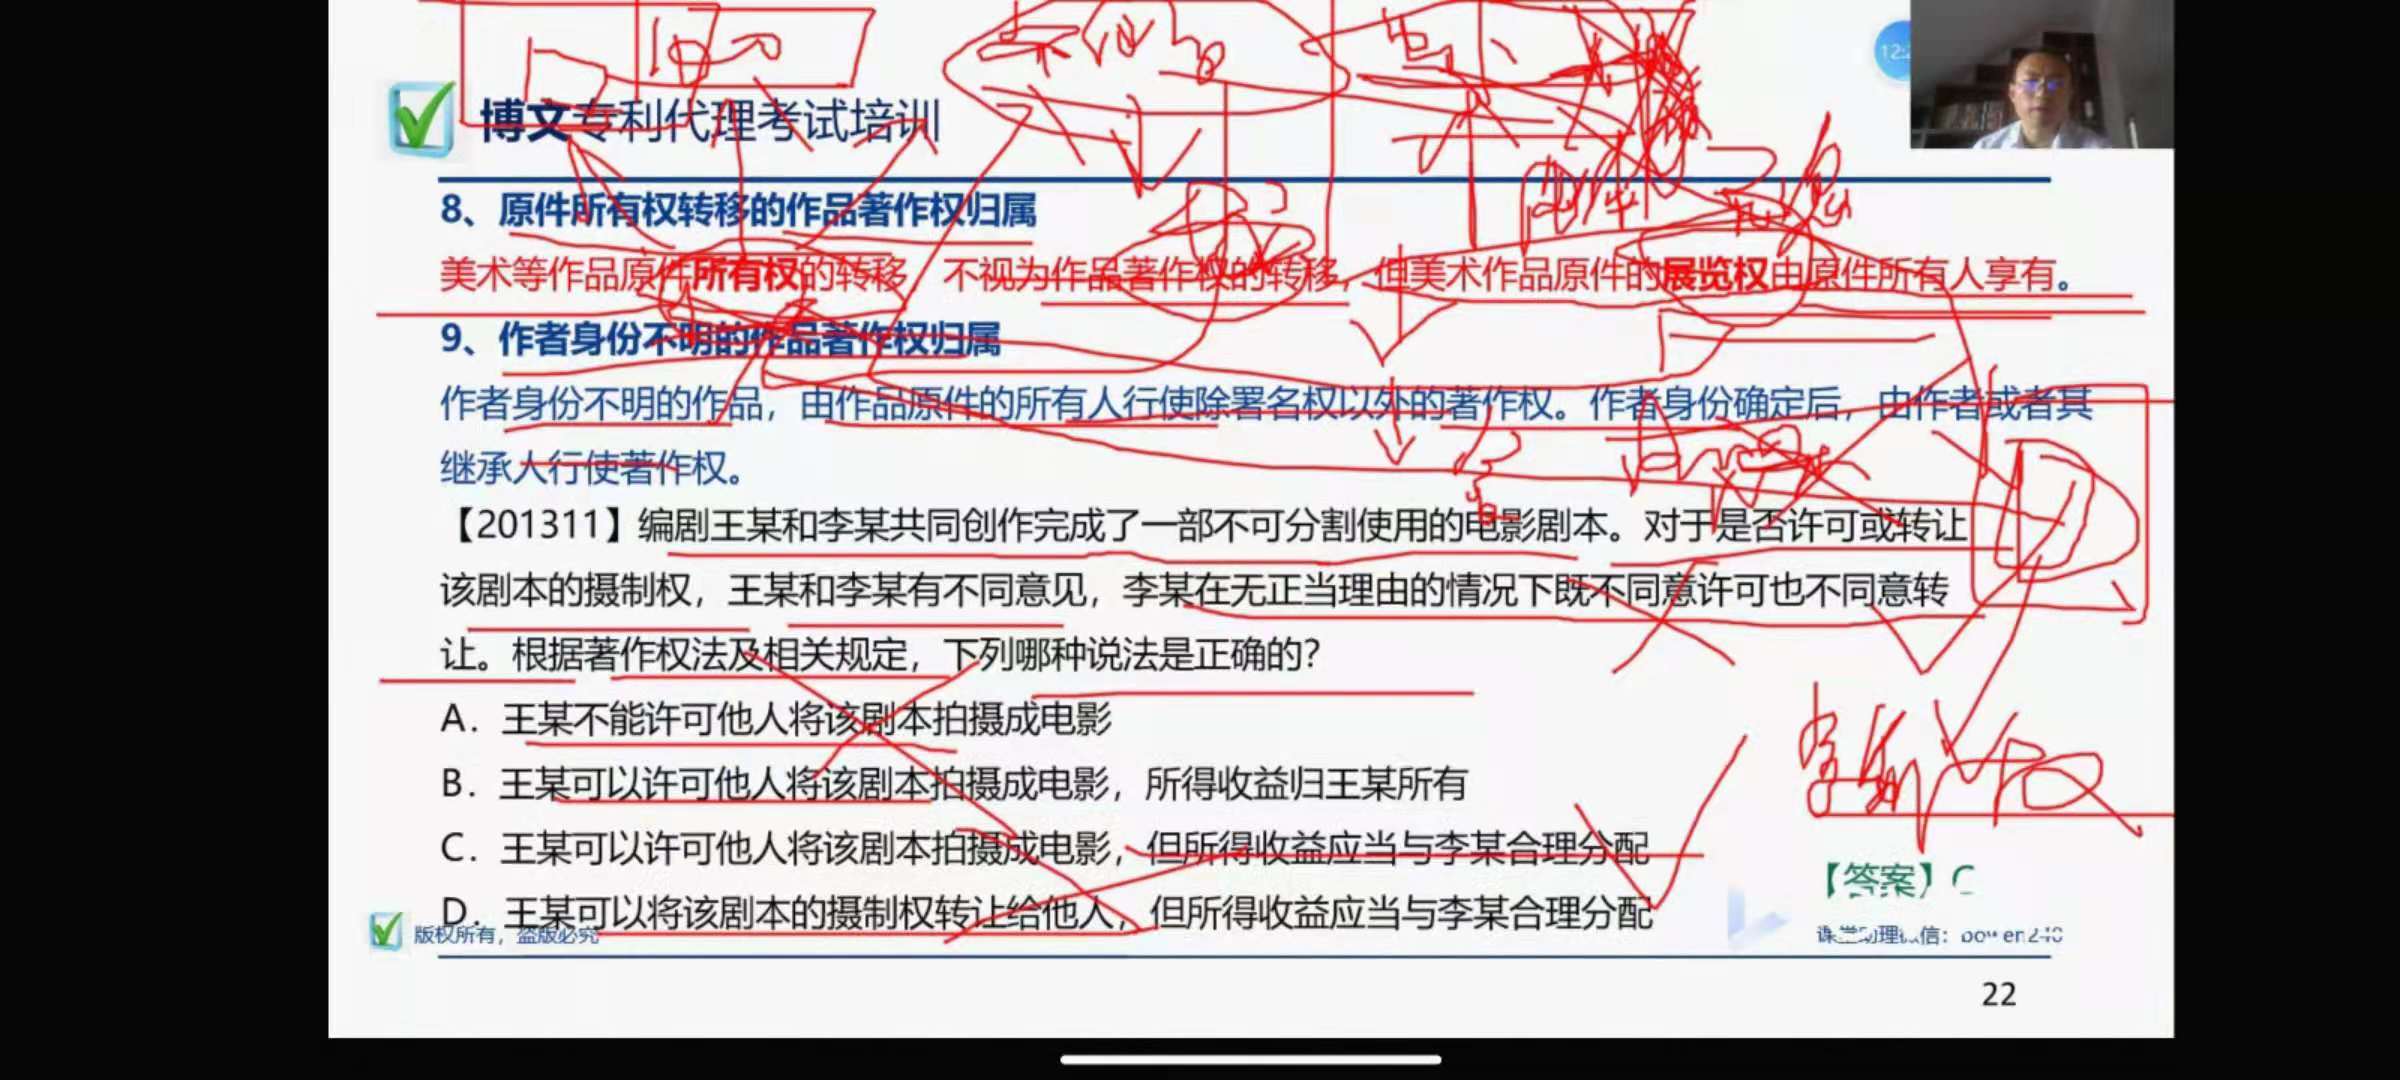 博文专利代理考试培训
8、原件所有权转移的作品著作权归属
美术等作品原件所有权的转移，不视为作品著作权的转移，但美术作品原件的展览权由原件所有人享有。
9、作者身份不明的作品著作权归属
作者身份不明的作品，由作品原件的所有人行使除署名权以外的著作权。作者身份确定后，由作者或者其
继承人行使著作权。
【201311】编剧王某和李某共同创作完成了一部不可分割使用的电影剧本。对于是否许可或转让
该剧本的摄制权，王某和李某有不同意见，李某在无正当理由的情况下既不同意许可也不同意转
让。根据著作权法及相关规定，下列哪种说法是正确的？
A．王某不能许可他人将该剧本拍摄成电影
B．王某可以许可他人将该剧本拍摄成电影，所得收益归王某所有
C．王某可以许可他人将该剧本拍摄成电影，但所得收益应当与李某合理分配
D．王某可以将该剧本的摄制权转让给他人，但所得收益应当与李某合理分配
【答案】C
版权所有，盗版必究
22